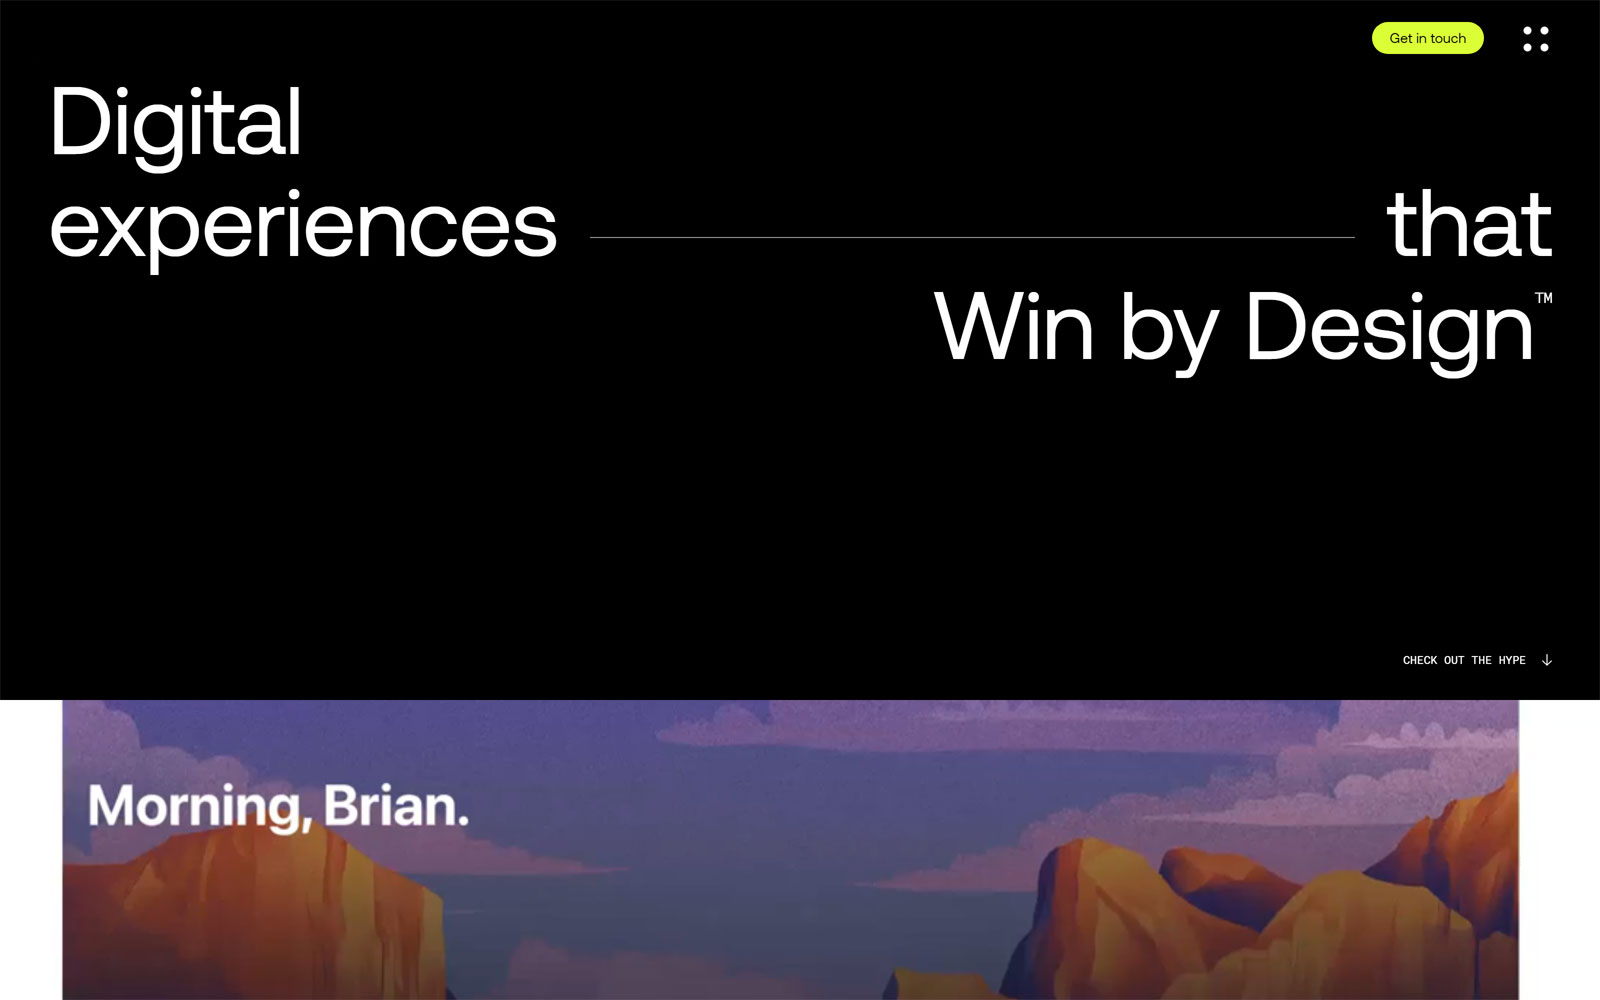 Get in touch
Digital
experiences that
Win by Design™
CHECK OUT THE HYPE
Morning, Brian.